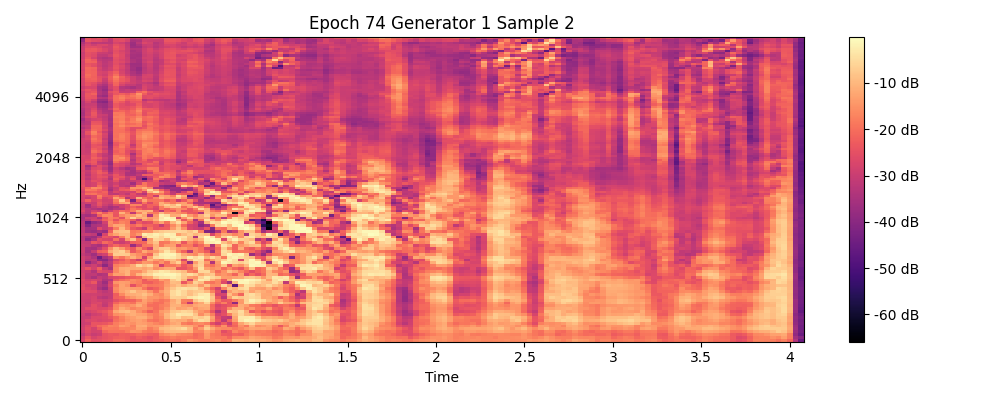 Epoch 74 Generator 1 Sample 2
4096
2048
1024
512
0
Hz
0
0.5
1
1.5
2
2.5
3
3.5
4
Time
-10 dB
-20 dB
-30 dB
-40 dB
-50 dB
-60 dB